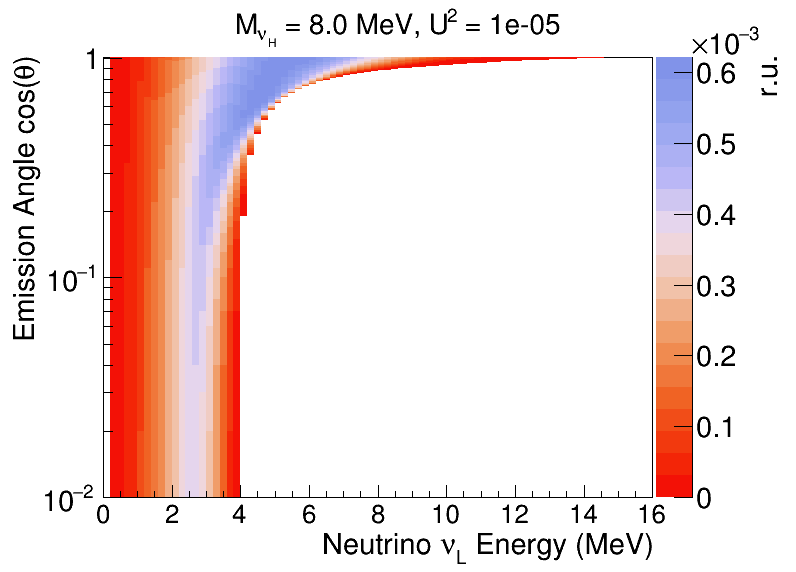 M_{ν_H} = 8.0 MeV, U² = 1e-05
×10⁻³
r.u.
Emission Angle cos(θ)
1
10⁻¹
10⁻²
0 2 4 6 8 10 12 14 16
Neutrino ν_L Energy (MeV)
0.6
0.5
0.4
0.3
0.2
0.1
0